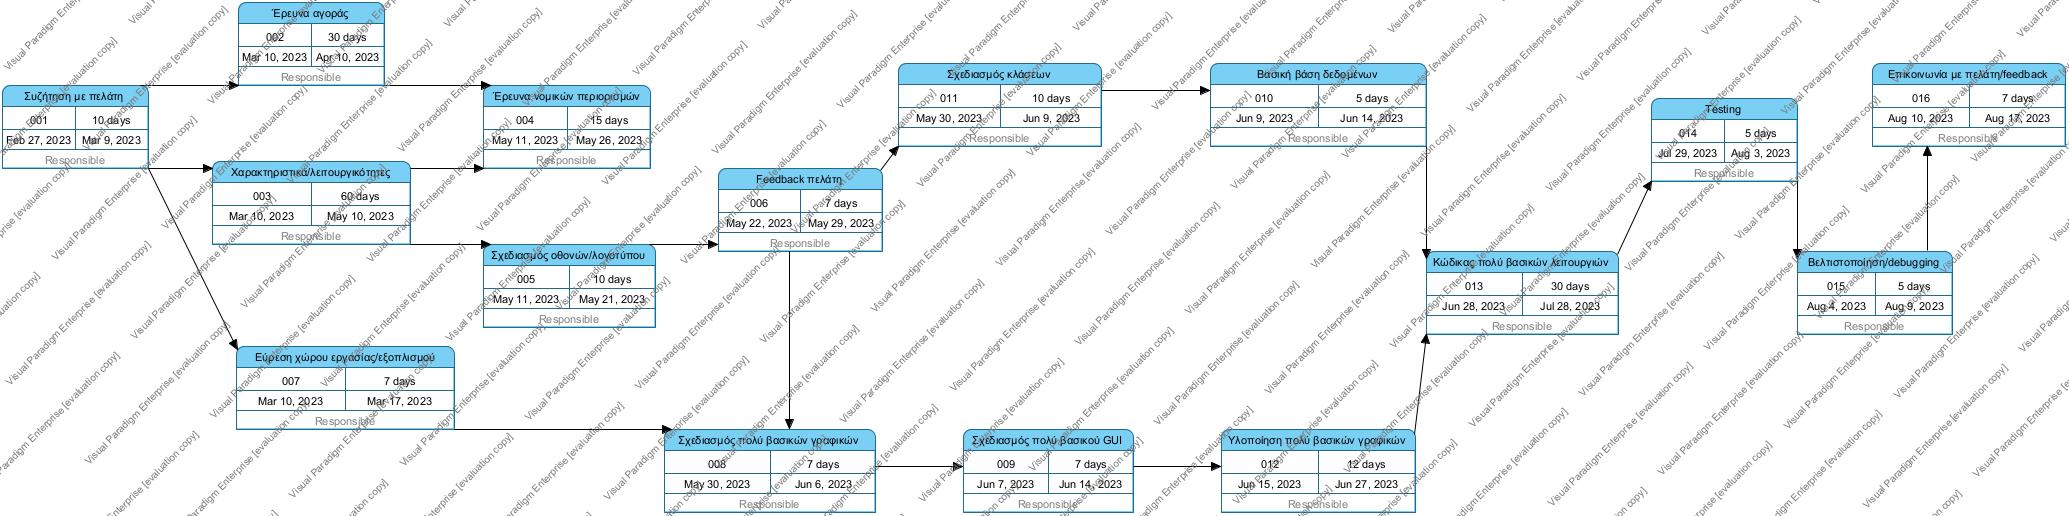 Έρευνα αγοράς
002 30 days
Mar 10, 2023 Apr 10, 2023
Responsible
Συζήτηση με πελάτη
001 10 days
Feb 27, 2023 Mar 9, 2023
Responsible
Χαρακτηριστικά/λειτουργικότητες
003 60 days
Mar 10, 2023 May 10, 2023
Responsible
Έρευνα νομικών περιορισμών
004 15 days
May 11, 2023 May 26, 2023
Responsible
Σχεδιασμός οθονών/λογοτύπου
005 10 days
May 11, 2023 May 21, 2023
Responsible
Feedback πελάτη
006 7 days
May 22, 2023 May 29, 2023
Responsible
Εύρεση χώρου εργασίας/εξοπλισμού
007 7 days
Mar 10, 2023 Mar 17, 2023
Responsible
Σχεδιασμός πολύ βασικών γραφικών
008 7 days
May 30, 2023 Jun 6, 2023
Responsible
Σχεδιασμός πολύ βασικού GUI
009 7 days
Jun 7, 2023 Jun 14, 2023
Responsible
Σχεδιασμός κλάσεων
011 10 days
May 30, 2023 Jun 9, 2023
Responsible
Βασική βάση δεδομένων
010 5 days
Jun 9, 2023 Jun 14, 2023
Responsible
Υλοποίηση πολύ βασικών γραφικών
012 12 days
Jun 15, 2023 Jun 27, 2023
Responsible
Κώδικας πολύ βασικών λειτουργιών
013 30 days
Jun 28, 2023 Jul 28, 2023
Responsible
Testing
014 5 days
Jul 29, 2023 Aug 3, 2023
Responsible
Βελτιστοποίηση/debugging
015 5 days
Aug 4, 2023 Aug 9, 2023
Responsible
Επικοινωνία με πελάτη/feedback
016 7 days
Aug 10, 2023 Aug 17, 2023
Responsible
Visual Paradigm Enterprise [evaluation copy]